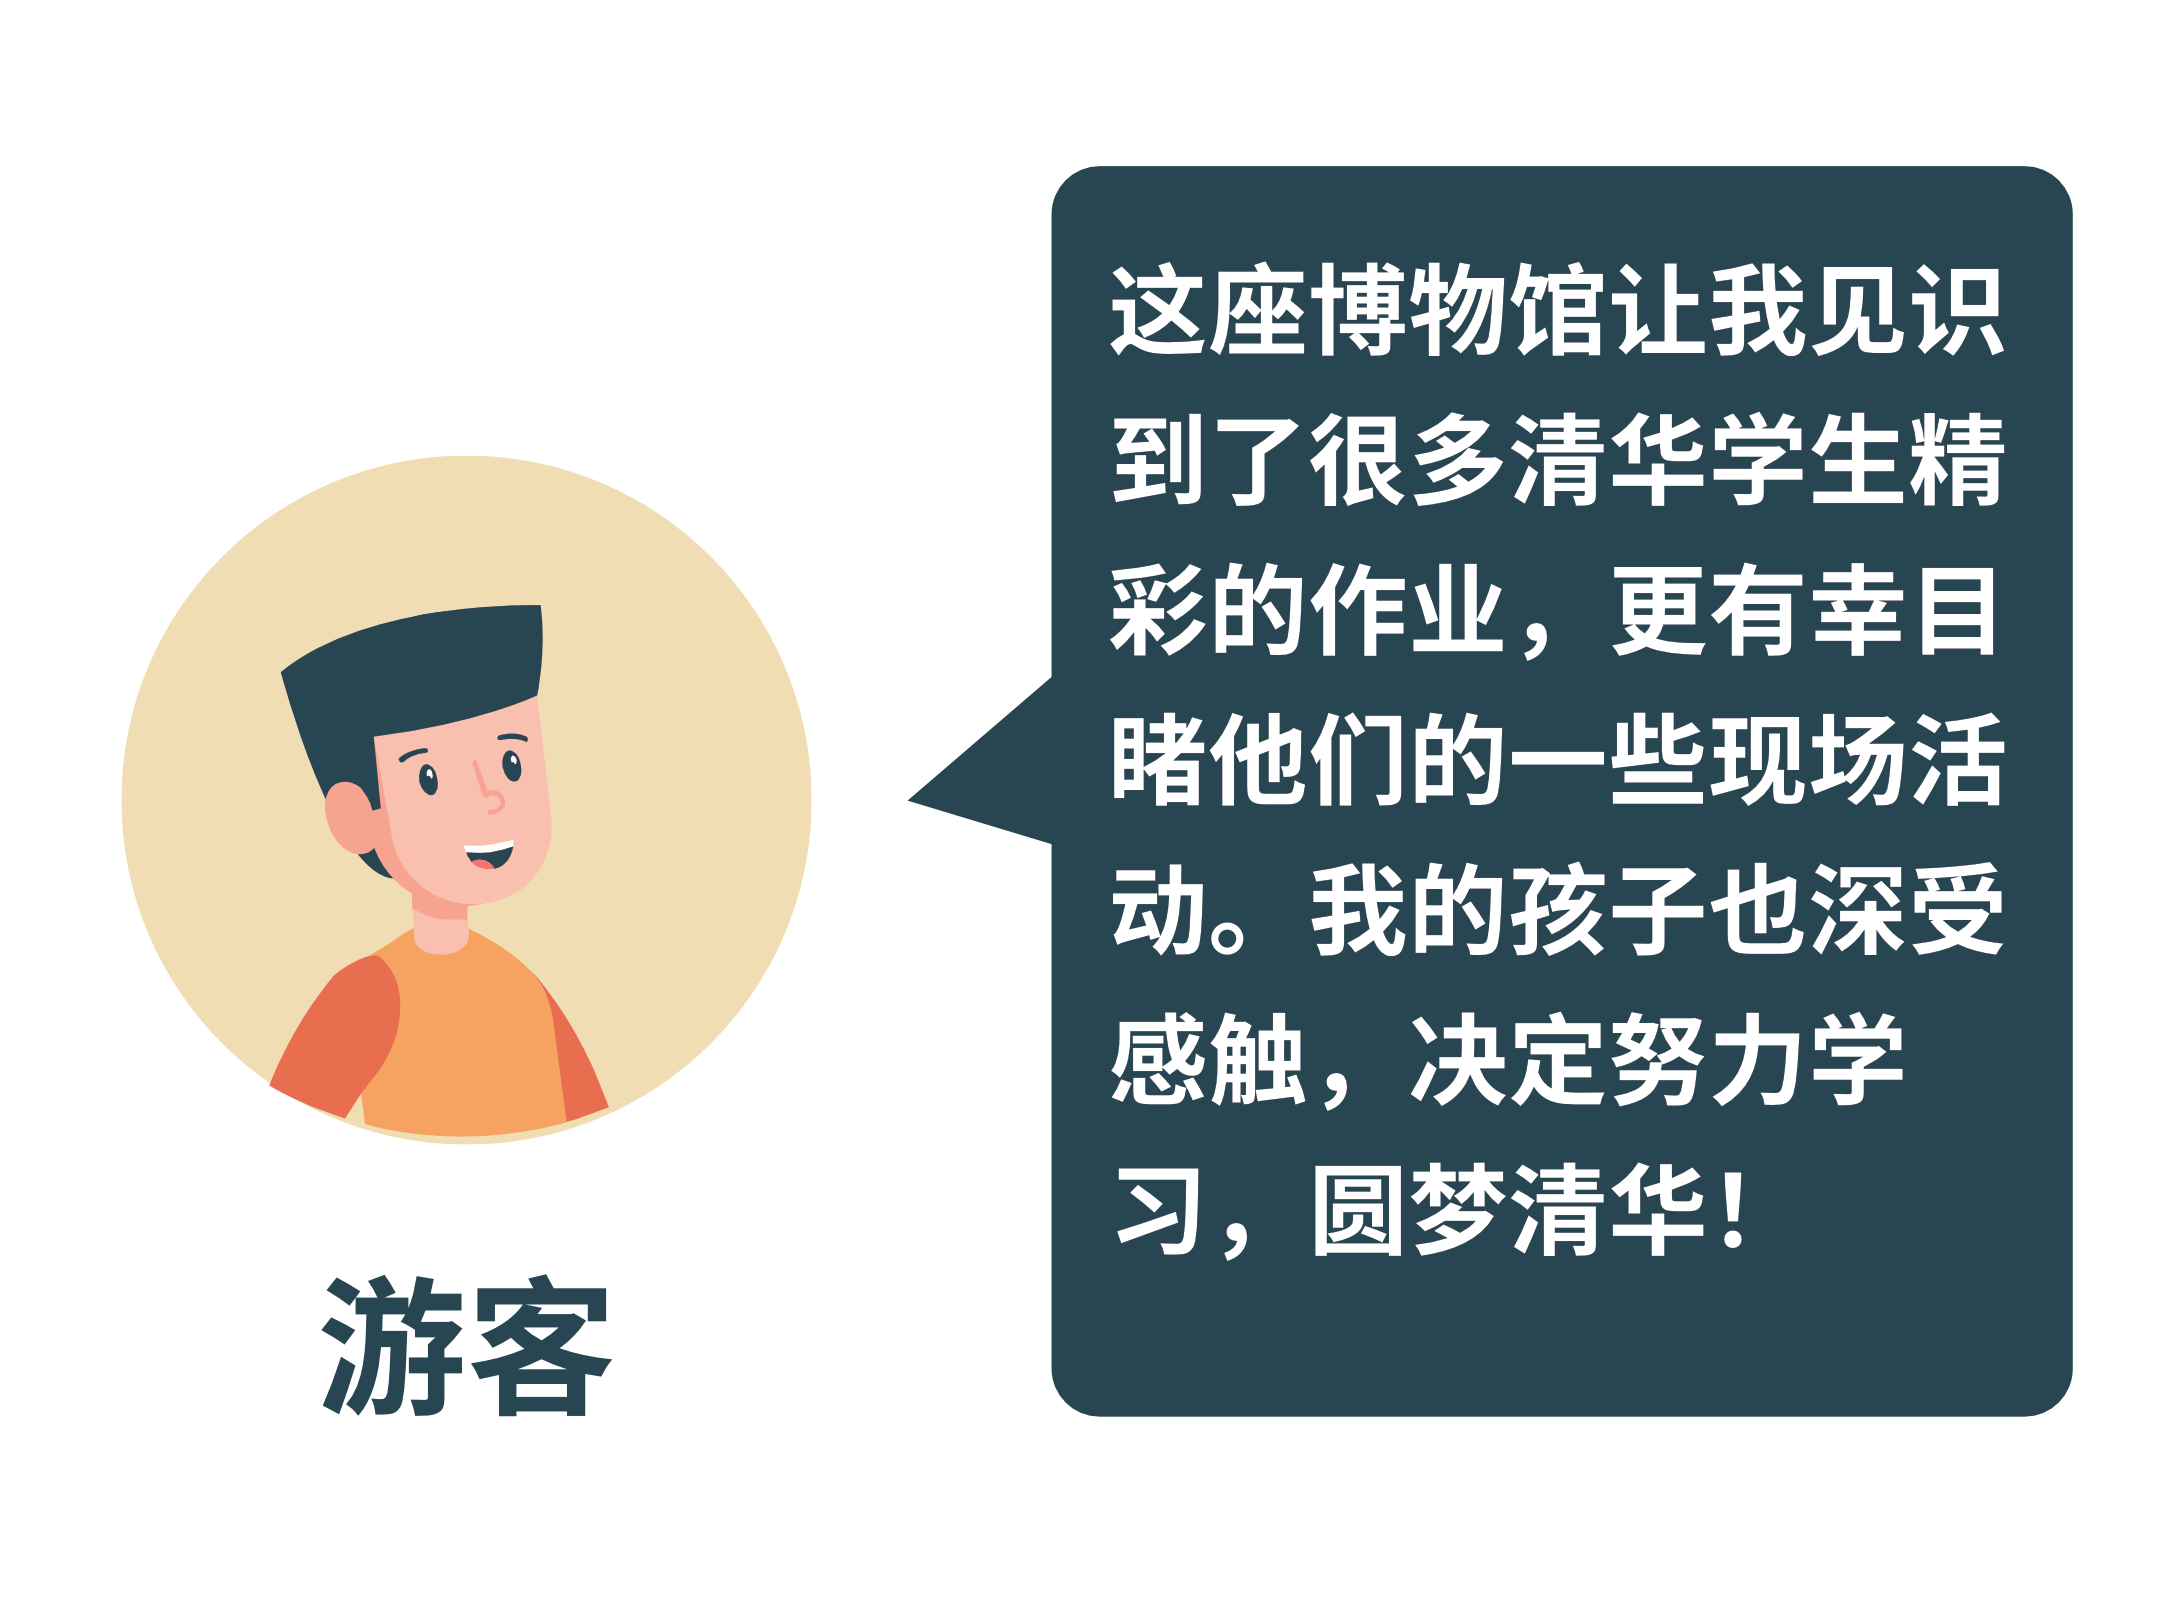 这座博物馆让我见识
到了很多清华学生精
彩的作业，更有幸目
睹他们的一些现场活
动。我的孩子也深受
感触，决定努力学
习，圆梦清华！
游客